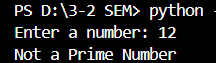 PS D:\3-2 SEM> python -
Enter a number: 12
Not a Prime Number